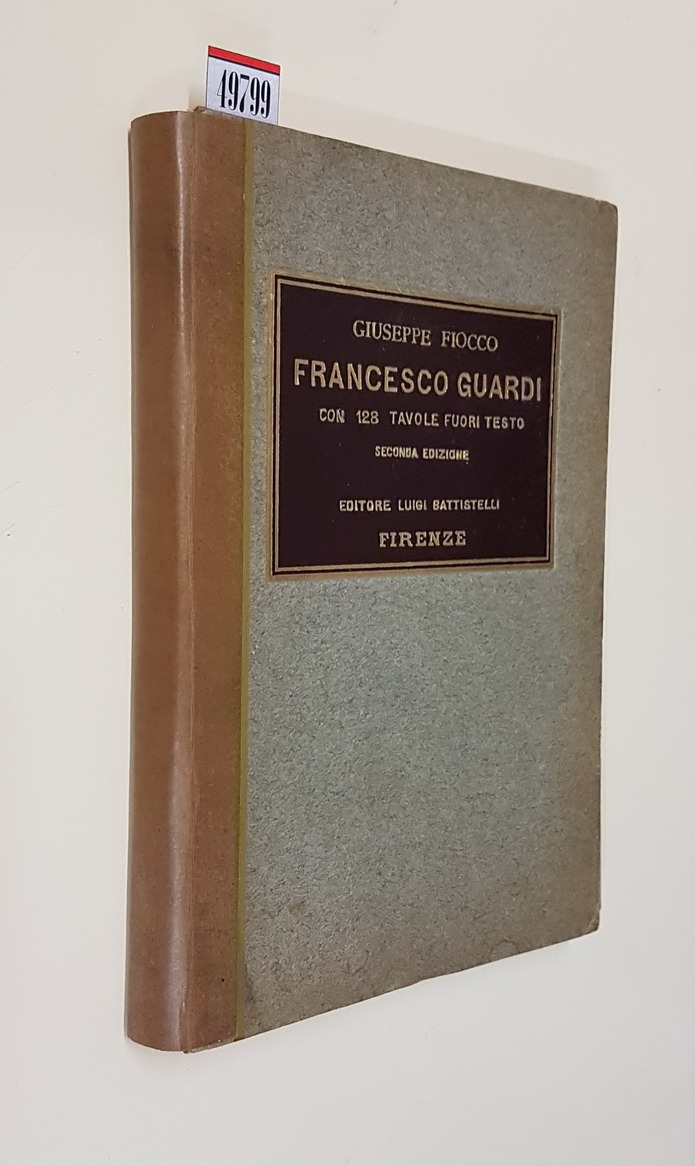 49799
GIUSEPPE FIOCCO
FRANCESCO GUARDI
CON 128 TAVOLE FUORI TESTO
SECONDA EDIZIONE
EDITORE LUIGI BATTISTELLI
FIRENZE